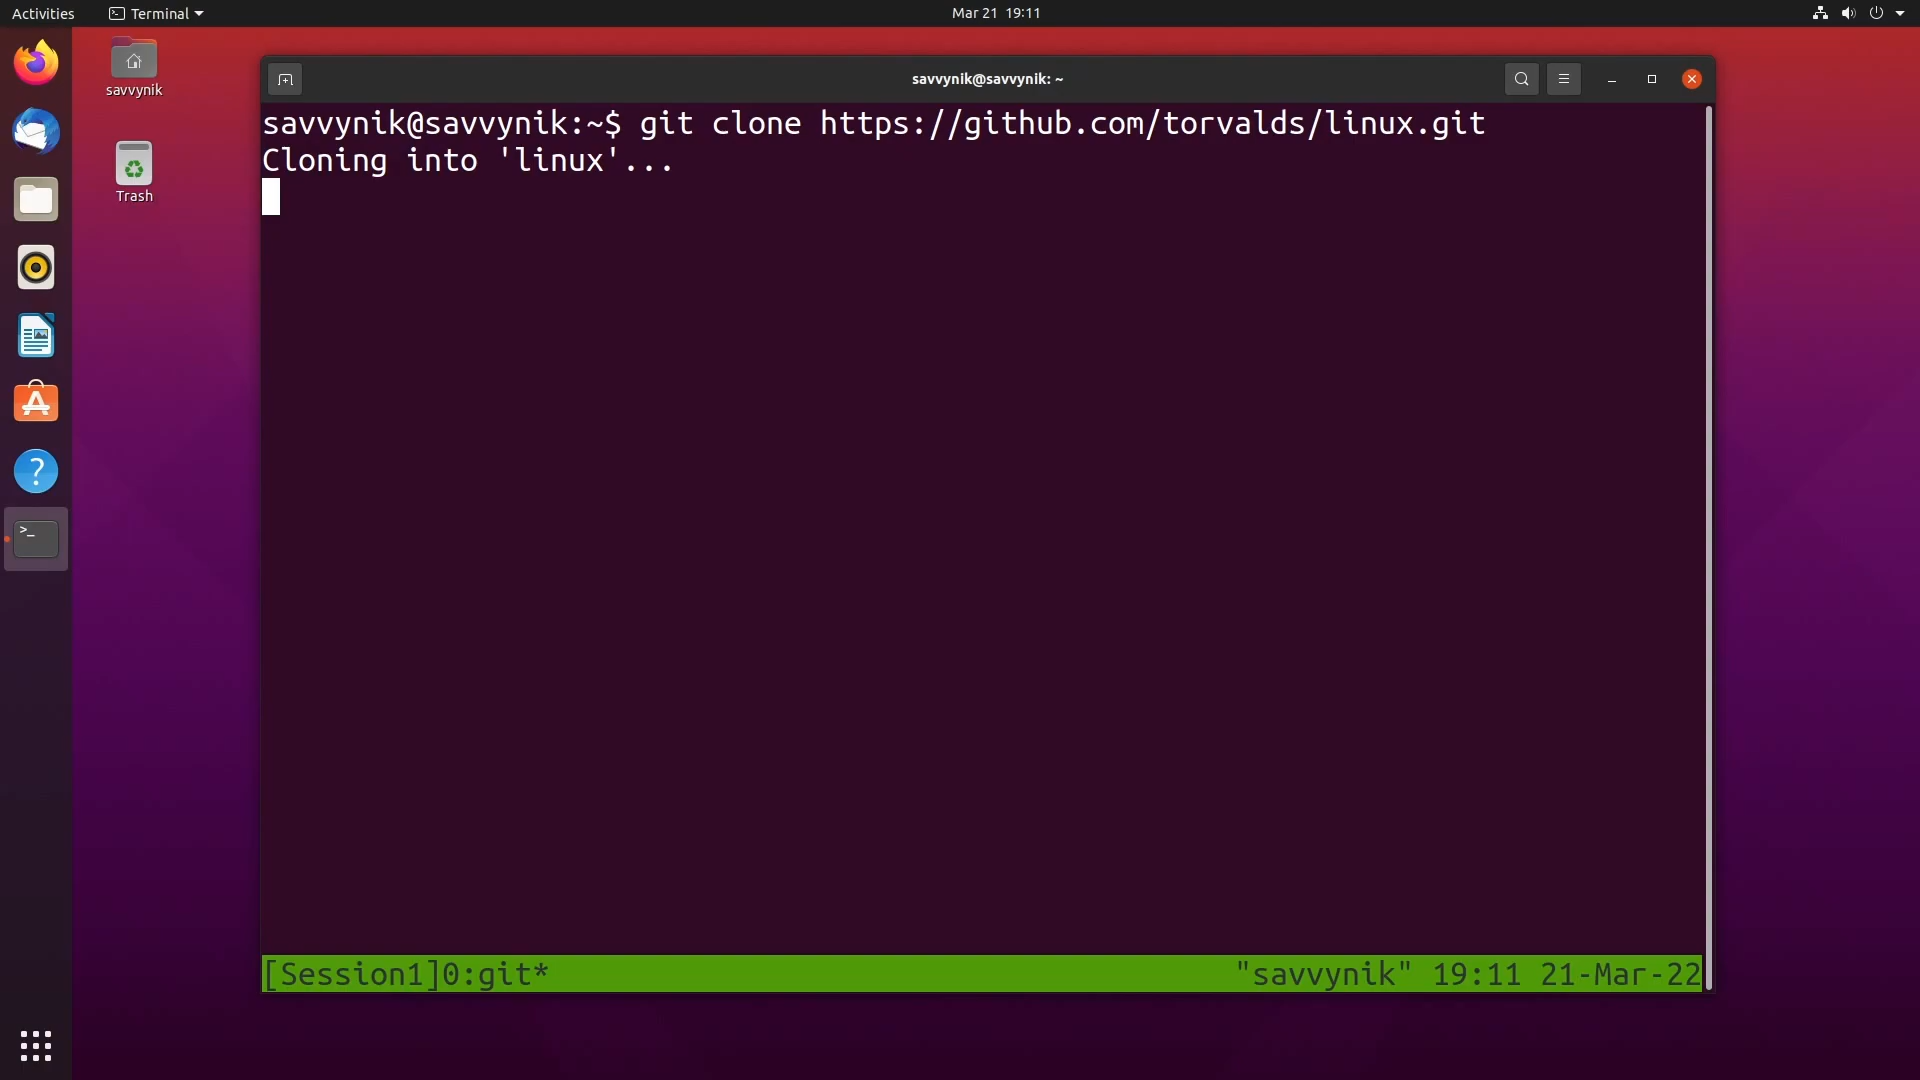 Activities
Terminal
Mar 21 19:11
savvynik
Trash
savvynik@savvynik: ~
savvynik@savvynik:~$ git clone https://github.com/torvalds/linux.git
Cloning into 'linux'...
[Session1]0:git* "savvynik" 19:11 21-Mar-22